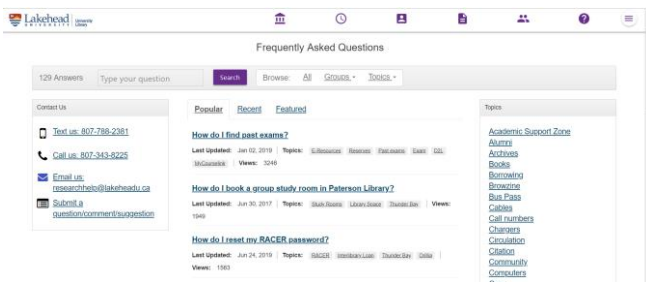 Lakehead University Library
Frequently Asked Questions
129 Answers
Type your question
Search
Browse: All Groups Topics
Contact Us
Text us: 807-788-2381
Call us: 807-343-8225
Email us:
researchhelp@lakeheadu.ca
Submit a
question/comment/suggestion
Popular Recent Featured
How do I find past exams?
Last Updated: Jan 02, 2019 Topics: E-Resources Reserves Past exams Exam D2L
MyCourselink Views: 3248
How do I book a group study room in Paterson Library?
Last Updated: Jun 30, 2017 Topics: Study Rooms Library Space Thunder Bay Views:
1949
How do I reset my RACER password?
Last Updated: Jun 24, 2019 Topics: RACER Interlibrary Loan Thunder Bay Orillia
Views: 1583
Topics
Academic Support Zone
Alumni
Archives
Books
Borrowing
Browzine
Bus Pass
Cables
Call numbers
Chargers
Circulation
Citation
Community
Computers